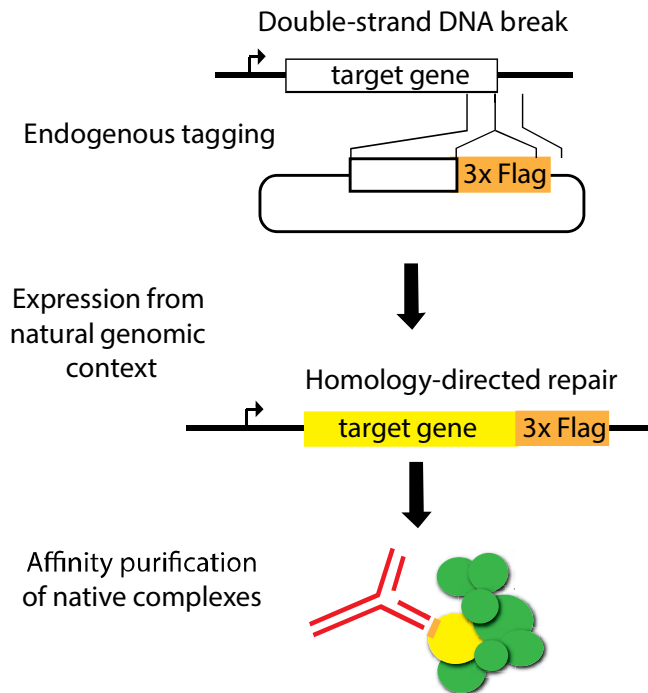 Double-strand DNA break
target gene
Endogenous tagging
3x Flag
Expression from
natural genomic
context
Homology-directed repair
target gene
3x Flag
Affinity purification
of native complexes